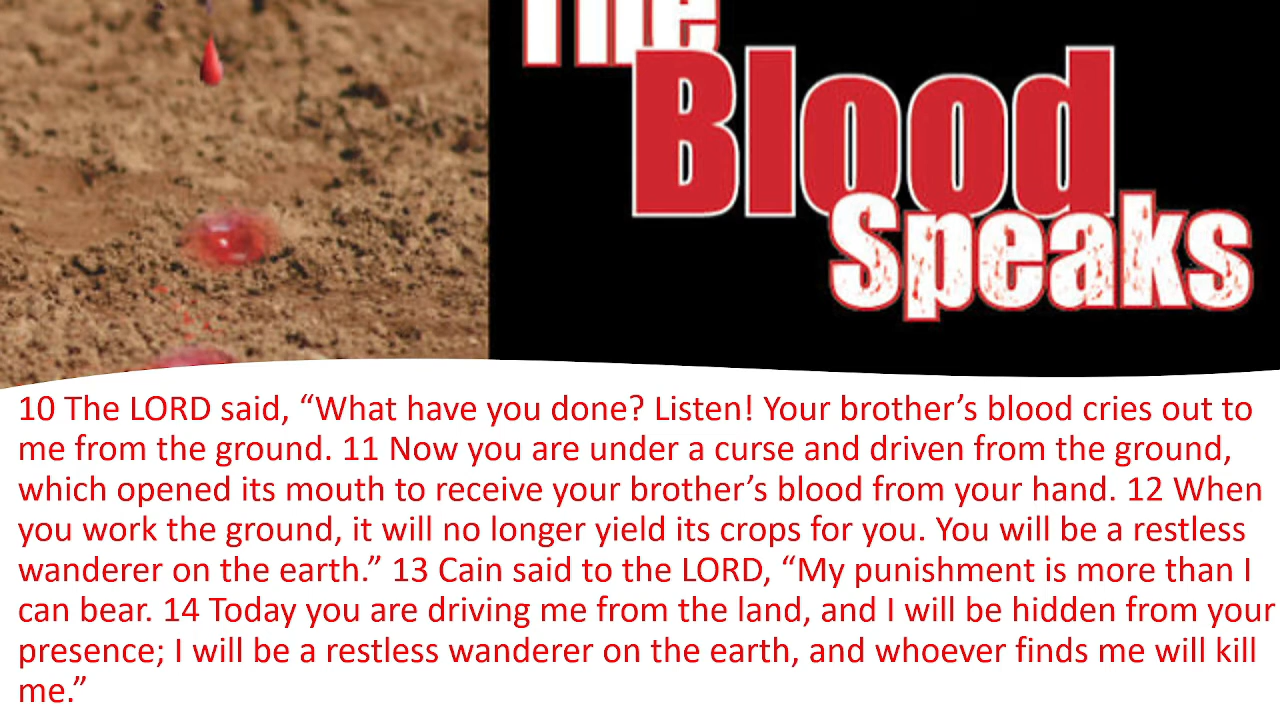 The
Blood
Speaks
10 The LORD said, “What have you done? Listen! Your brother’s blood cries out to
me from the ground. 11 Now you are under a curse and driven from the ground,
which opened its mouth to receive your brother’s blood from your hand. 12 When
you work the ground, it will no longer yield its crops for you. You will be a restless
wanderer on the earth.” 13 Cain said to the LORD, “My punishment is more than I
can bear. 14 Today you are driving me from the land, and I will be hidden from your
presence; I will be a restless wanderer on the earth, and whoever finds me will kill
me.”